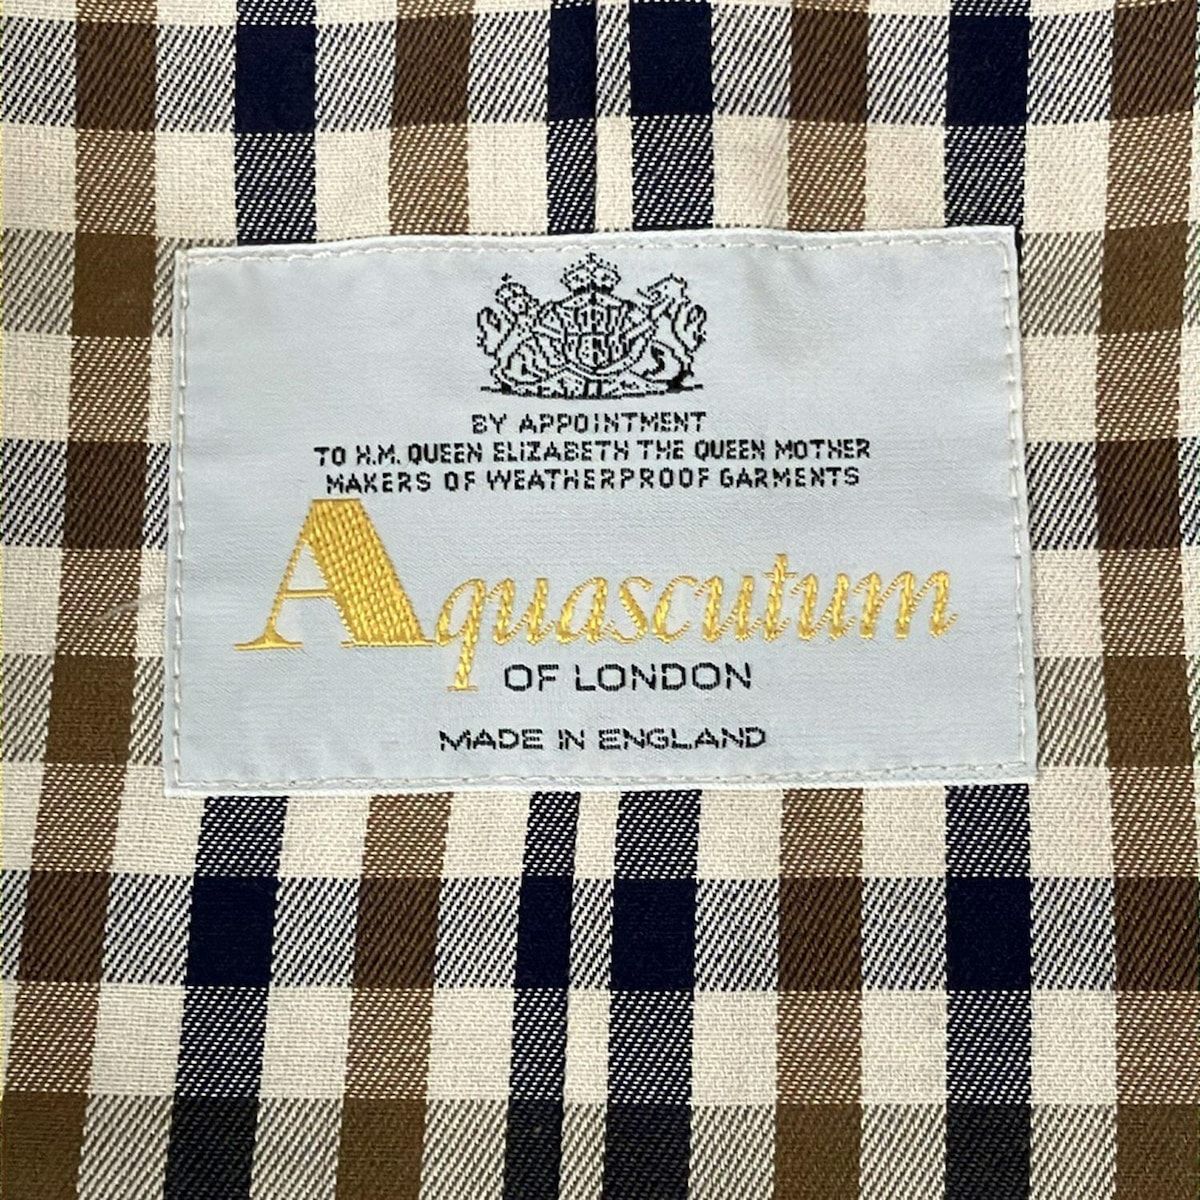 BY APPOINTMENT
TO H.M. QUEEN ELIZABETH THE QUEEN MOTHER
MAKERS OF WEATHERPROOF GARMENTS
Aquascutum
OF LONDON
MADE IN ENGLAND